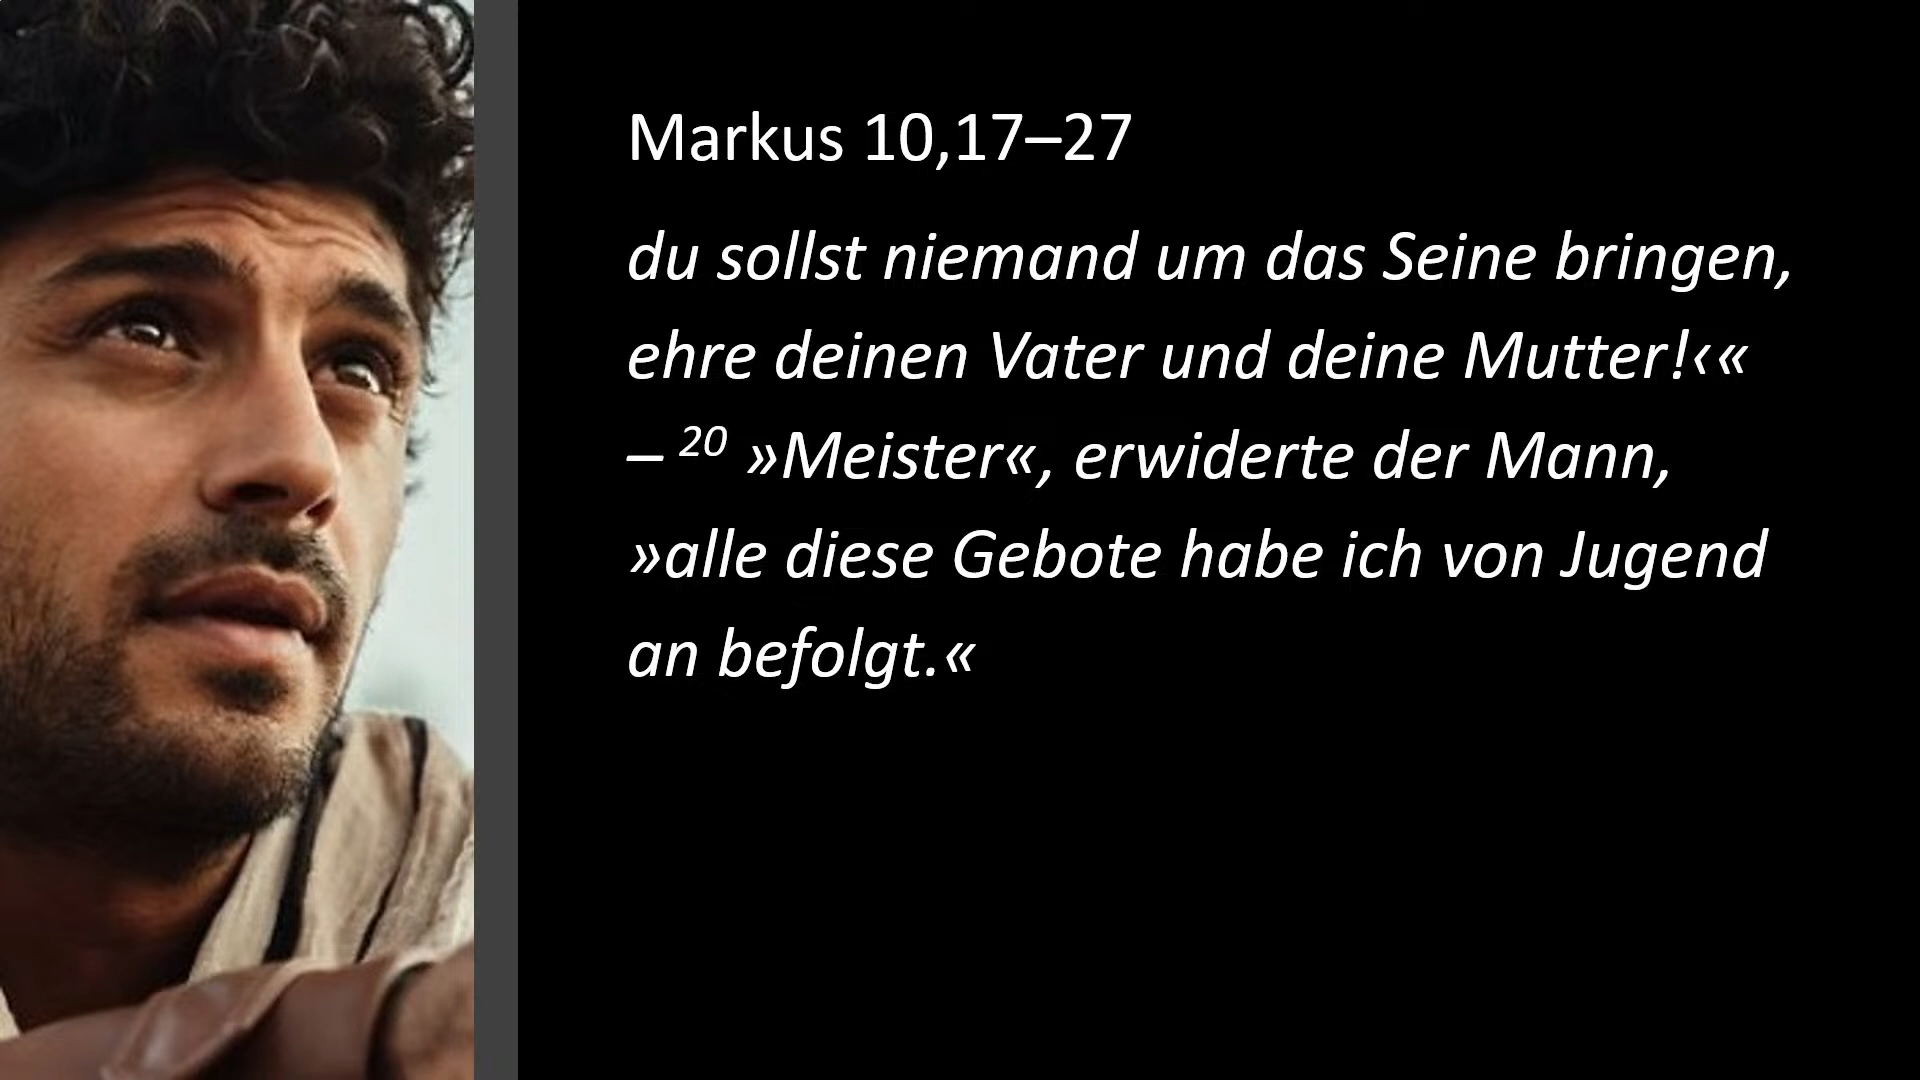 Markus 10,17–27
du sollst niemand um das Seine bringen,
ehre deinen Vater und deine Mutter!‹«
– 20 »Meister«, erwiderte der Mann,
»alle diese Gebote habe ich von Jugend
an befolgt.«